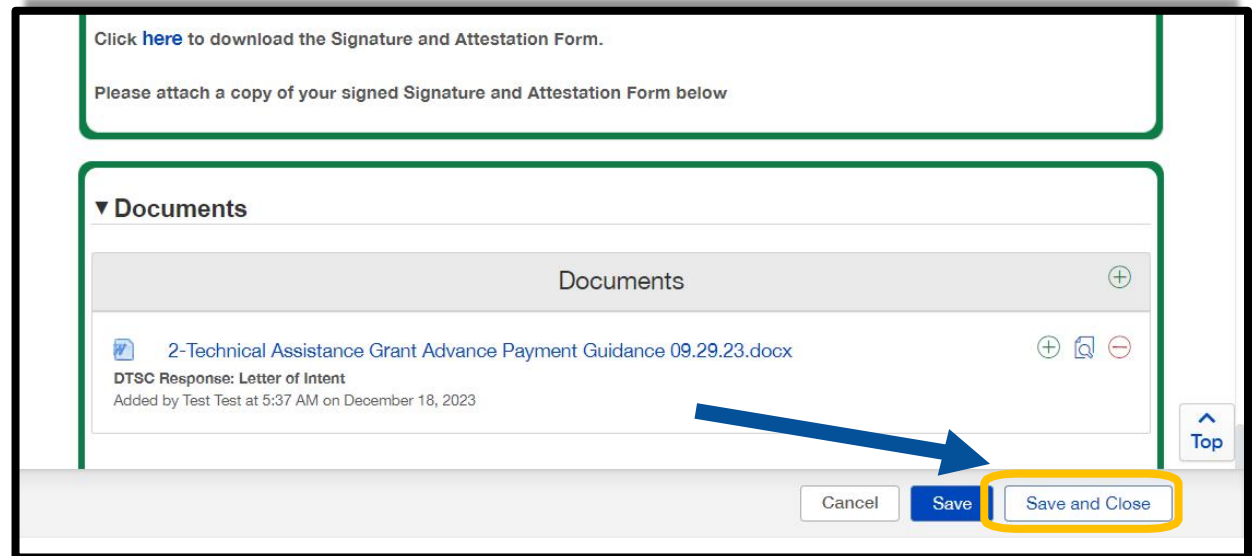 Click here to download the Signature and Attestation Form.
Please attach a copy of your signed Signature and Attestation Form below
▼Documents
Documents
2-Technical Assistance Grant Advance Payment Guidance 09.29.23.docx
DTSC Response: Letter of Intent
Added by Test Test at 5:37 AM on December 18, 2023
Top
Cancel Save Save and Close